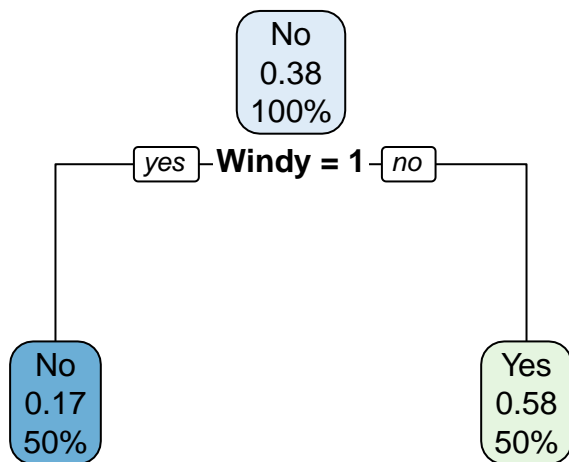 No
0.38
100%
yes Windy = 1 no
No
0.17
50%
Yes
0.58
50%